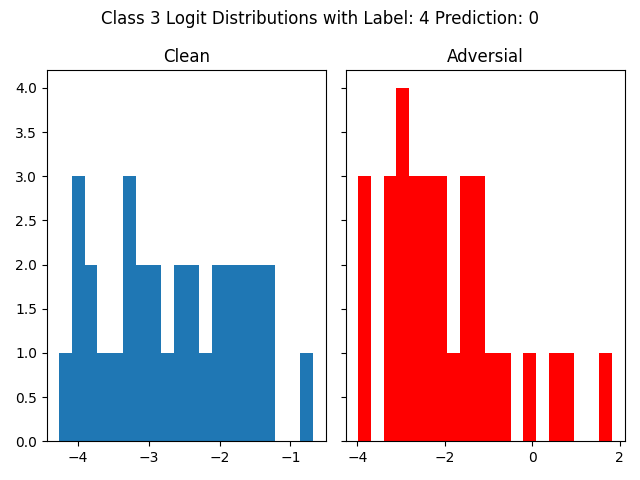 Class 3 Logit Distributions with Label: 4 Prediction: 0
Clean
Adversial
4.0
3.5
3.0
2.5
2.0
1.5
1.0
0.5
0.0
−4 −3 −2 −1
−4 −2 0 2